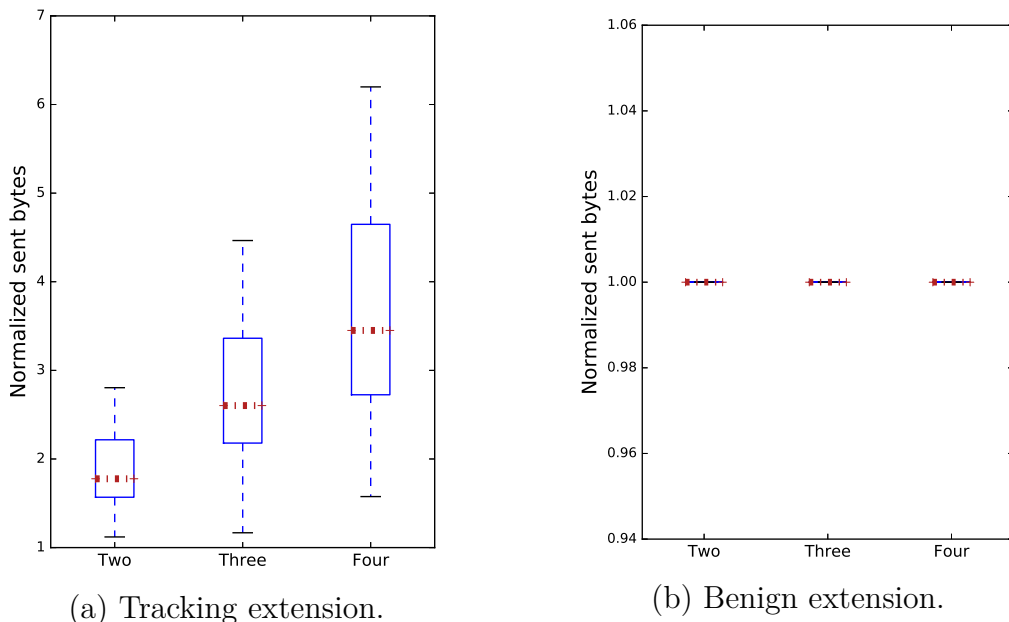 7
6
5
4
3
2
1
Normalized sent bytes
Two Three Four
(a) Tracking extension.
1.06
1.04
1.02
1.00
0.98
0.96
0.94
Normalized sent bytes
Two Three Four
(b) Benign extension.